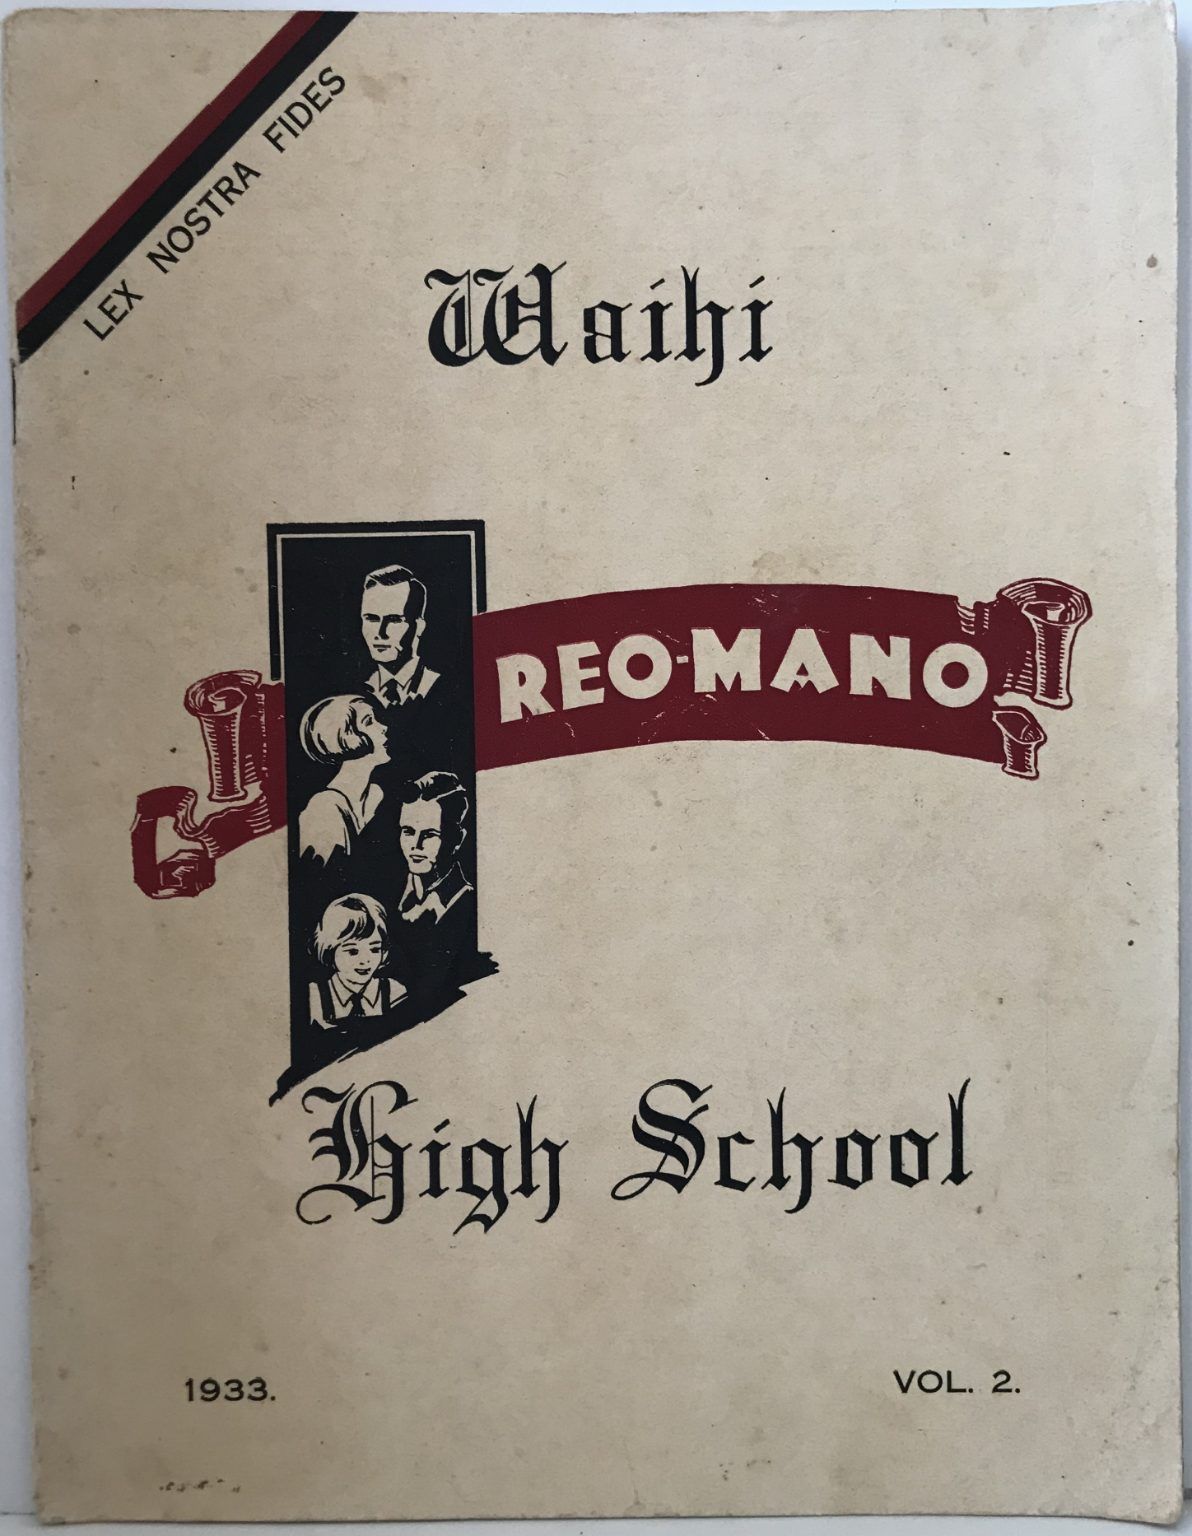 LEX NOSTRA FIDES
Waihi
REO-MANO
High School
1933.
VOL. 2.